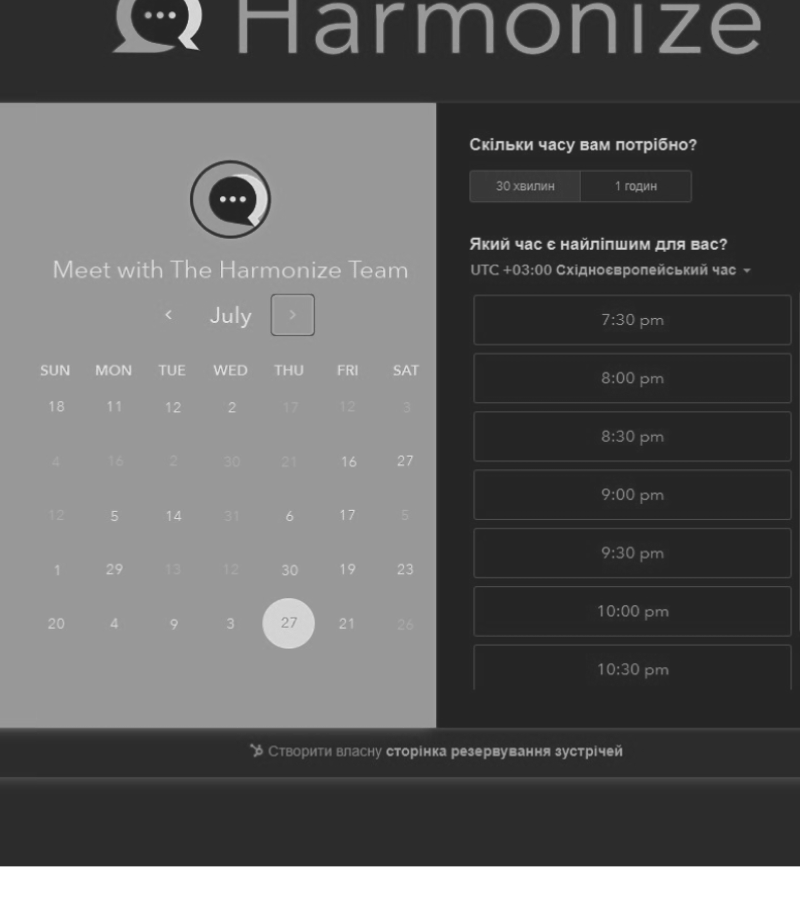 Harmonize
Meet with The Harmonize Team
July
SUN MON TUE WED THU FRI SAT
18 11 12 2 17 12 3
4 16 2 30 21 16 27
12 5 14 31 6 17 5
1 29 13 12 30 19 23
20 4 9 3 27 21 26
Скільки часу вам потрібно?
30 хвилин 1 годин
Який час є найліпшим для вас?
UTC +03:00 Східноєвропейський час
7:30 pm
8:00 pm
8:30 pm
9:00 pm
9:30 pm
10:00 pm
10:30 pm
Створити власну сторінка резервування зустрічей